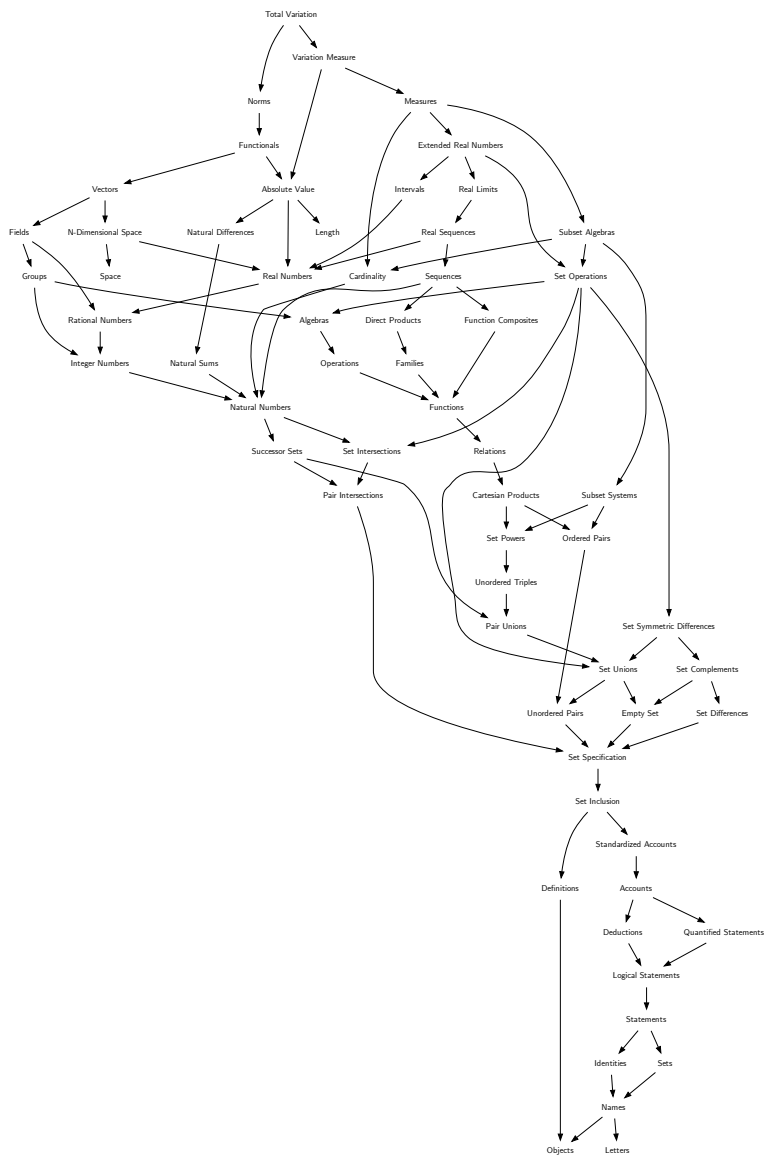 Total Variation
Variation Measure
Norms
Measures
Functionals
Extended Real Numbers
Vectors
Absolute Value
Intervals
Real Limits
Fields
N-Dimensional Space
Natural Differences
Length
Real Sequences
Subset Algebras
Groups
Space
Real Numbers
Cardinality
Sequences
Set Operations
Rational Numbers
Algebras
Direct Products
Function Composites
Integer Numbers
Natural Sums
Operations
Families
Natural Numbers
Functions
Successor Sets
Set Intersections
Relations
Pair Intersections
Cartesian Products
Subset Systems
Set Powers
Ordered Pairs
Unordered Triples
Pair Unions
Set Symmetric Differences
Set Unions
Set Complements
Unordered Pairs
Empty Set
Set Differences
Set Specification
Set Inclusion
Standardized Accounts
Definitions
Accounts
Deductions
Quantified Statements
Logical Statements
Statements
Identities
Sets
Names
Objects
Letters